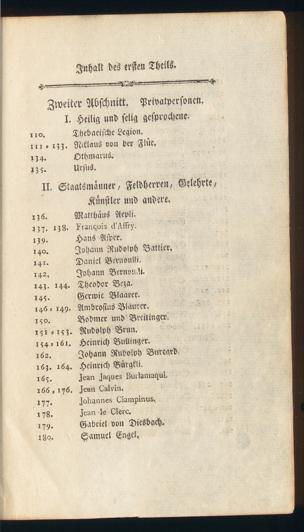 Inhalt des ersten Theils.
Zweiter Abschnitt. Privatpersonen.
I. Heilig und selig gesprochene.
110. Thebaeische Legion.
111 = 133. Niklaus von der Flüe.
134. Othmarus.
135. Ursus.
II. Staatsmänner, Feldherren, Gelehrte,
Künstler und andere.
136. Matthäus Aepli.
137. 138. François d'Affry.
139. Hans Asper.
140. Johann Rudolph Battier.
141. Daniel Bernoulli.
142. Johann Bernoulli.
143. 144. Theodor Beza.
145. Gerwic Blaarer.
146 = 149. Ambrosius Blaurer.
150. Bodmer und Breitinger.
151 = 153. Rudolph Brun.
154 = 161. Heinrich Bullinger.
162. Johann Rudolph Burcard.
163. 164. Heinrich Bürgkli.
165. Jean Jaques Burlamaqui.
166 = 176. Jean Calvin.
177. Johannes Ciampinus.
178. Jean le Clerc.
179. Gabriel von Diesbach.
180. Samuel Engel.